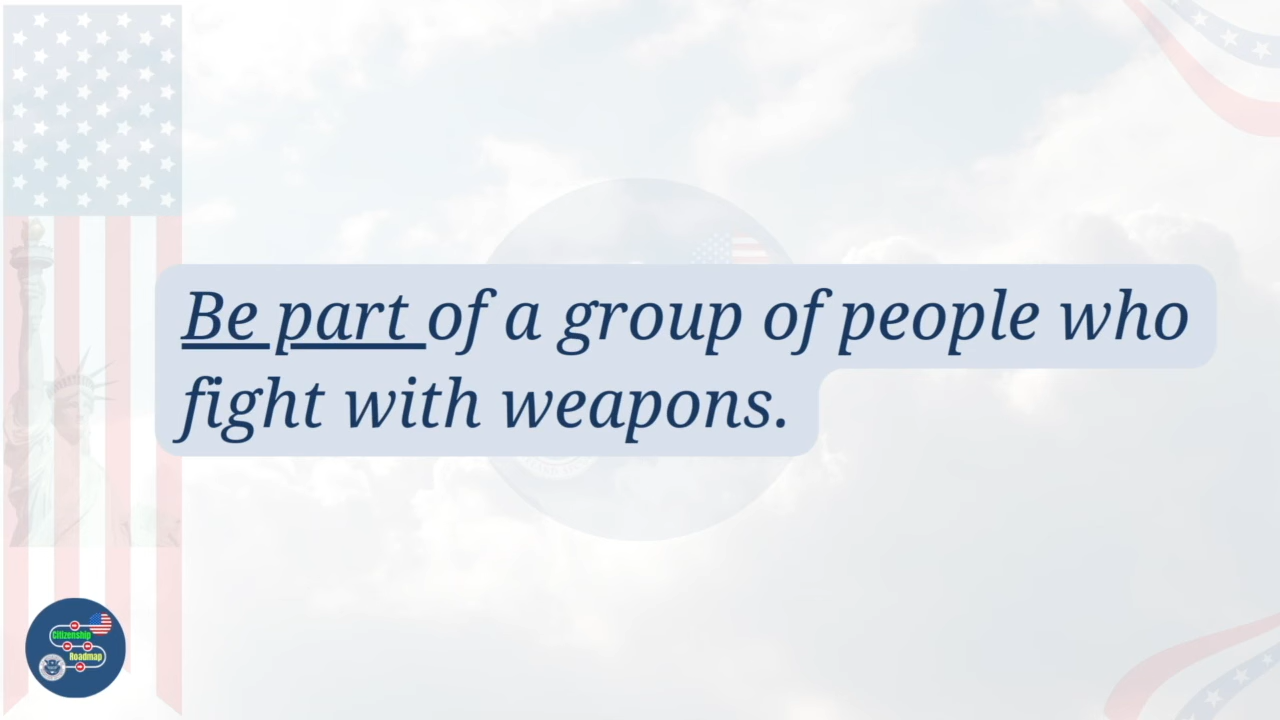 Be part of a group of people who
fight with weapons.
Citizenship
Roadmap